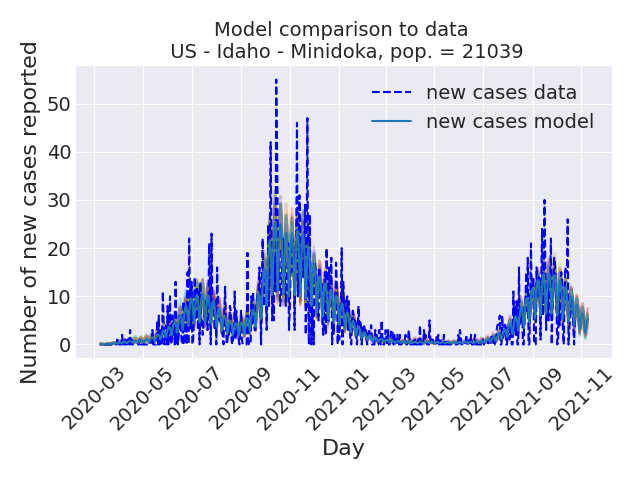 Model comparison to data
US - Idaho - Minidoka, pop. = 21039
new cases data
new cases model
Number of new cases reported
50
40
30
20
10
0
2020-03
2020-05
2020-07
2020-09
2020-11
2021-01
2021-03
2021-05
2021-07
2021-09
2021-11
Day